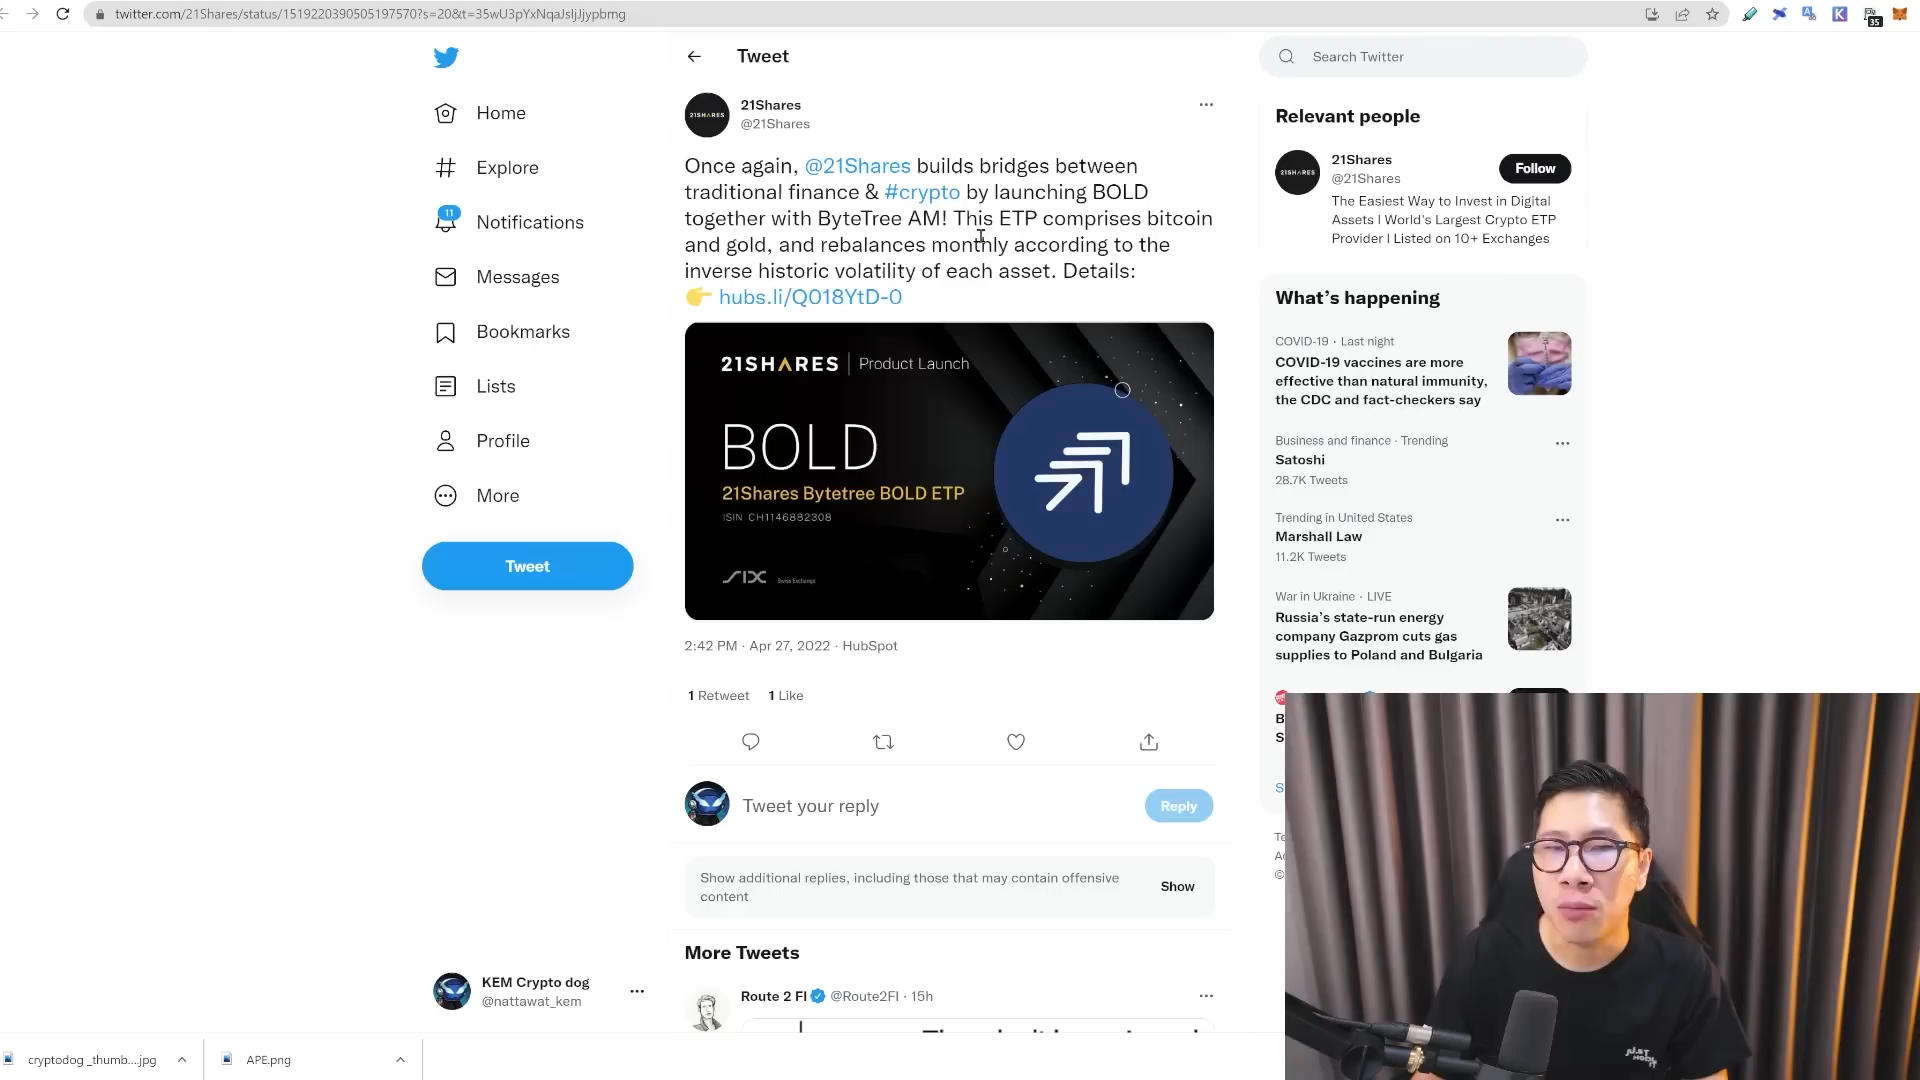 twitter.com/21Shares/status/1519220390505197570?s=20&t=35wU3pYxNqaJsIjJjypbmg
35
Tweet
Search Twitter
Home
Explore
11
Notifications
Messages
Bookmarks
Lists
Profile
More
Tweet
KEM Crypto dog
@nattawat_kem
21SHARES
21Shares
@21Shares
Once again, @21Shares builds bridges between
traditional finance & #crypto by launching BOLD
together with ByteTree AM! This ETP comprises bitcoin
and gold, and rebalances monthly according to the
inverse historic volatility of each asset. Details:
hubs.li/Q018YtD-0
21SHARES | Product Launch
BOLD
21Shares Bytetree BOLD ETP
ISIN CH1146882308
SIX Swiss Exchange
2:42 PM · Apr 27, 2022 · HubSpot
1 Retweet 1 Like
Tweet your reply
Reply
Show additional replies, including those that may contain offensive
content
Show
More Tweets
Route 2 FI @Route2FI · 15h
Relevant people
21SHARES
21Shares
@21Shares
Follow
The Easiest Way to Invest in Digital
Assets I World's Largest Crypto ETP
Provider I Listed on 10+ Exchanges
What's happening
COVID-19 · Last night
COVID-19 vaccines are more
effective than natural immunity,
the CDC and fact-checkers say
Business and finance · Trending
Satoshi
28.7K Tweets
Trending in United States
Marshall Law
11.2K Tweets
War in Ukraine · LIVE
Russia's state-run energy
company Gazprom cuts gas
supplies to Poland and Bulgaria
B
S
S
Te
Ac
©
cryptodog_thumb....jpg
APE.png